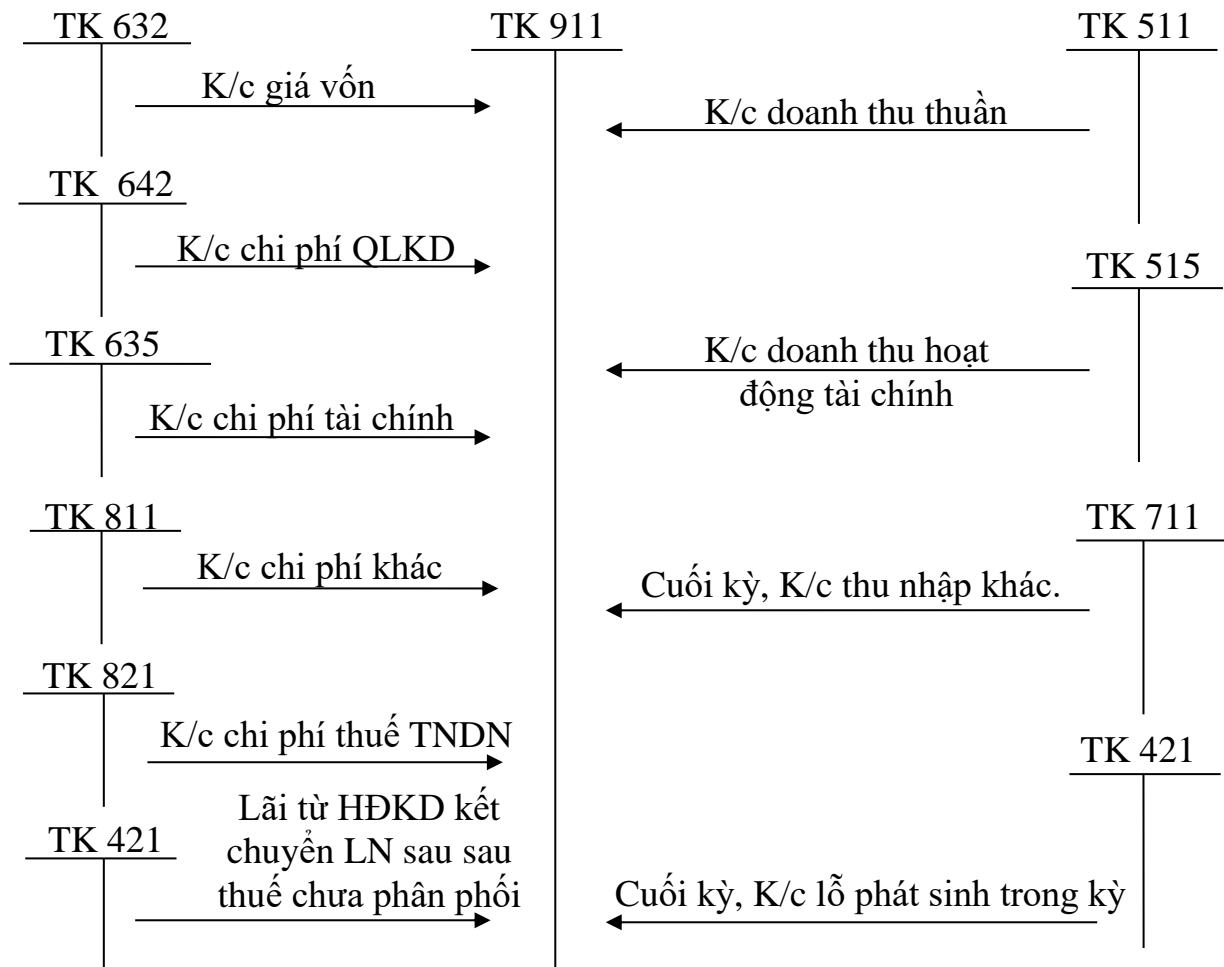 TK 632
TK 911
TK 511
K/c giá vốn
K/c doanh thu thuần
TK 642
K/c chi phí QLKD
TK 515
TK 635
K/c doanh thu hoạt
động tài chính
K/c chi phí tài chính
TK 811
TK 711
K/c chi phí khác
Cuối kỳ, K/c thu nhập khác.
TK 821
K/c chi phí thuế TNDN
TK 421
Lãi từ HĐKD kết
chuyển LN sau sau
thuế chưa phân phối
TK 421
Cuối kỳ, K/c lỗ phát sinh trong kỳ